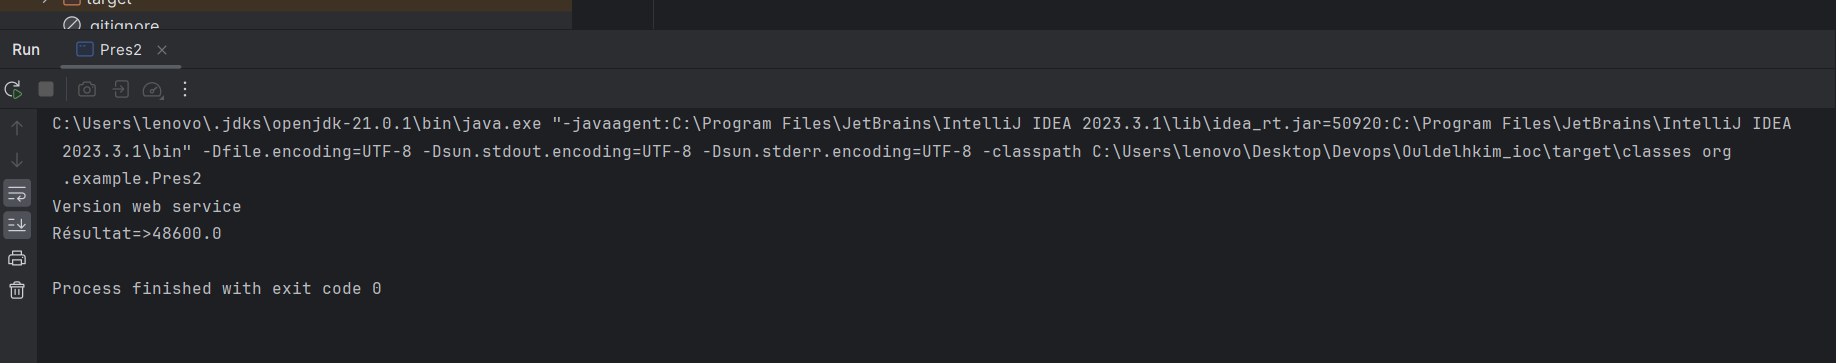 target
.gitignore
Run
Pres2
C:\Users\lenovo\.jdks\openjdk-21.0.1\bin\java.exe "-javaagent:C:\Program Files\JetBrains\IntelliJ IDEA 2023.3.1\lib\idea_rt.jar=50920:C:\Program Files\JetBrains\IntelliJ IDEA
2023.3.1\bin" -Dfile.encoding=UTF-8 -Dsun.stdout.encoding=UTF-8 -Dsun.stderr.encoding=UTF-8 -classpath C:\Users\lenovo\Desktop\Devops\Ouldelhkim_ioc\target\classes org
.example.Pres2
Version web service
Résultat=>48600.0
Process finished with exit code 0